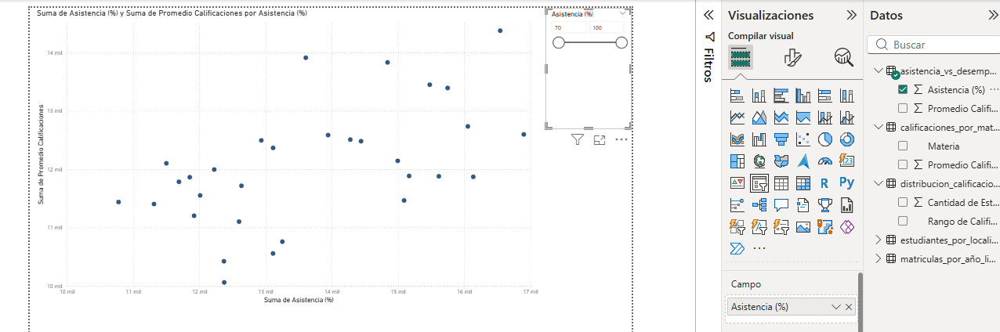 Suma de Asistencia (%) y Suma de Promedio Calificaciones por Asistencia (%)
14 mil
13 mil
12 mil
11 mil
10 mil
Suma de Promedio Calificaciones
10 mil
11 mil
12 mil
13 mil
14 mil
15 mil
16 mil
17 mil
Suma de Asistencia (%)
Asistencia (%)
70
100
Filtros
Visualizaciones
Compilar visual
123
R
Py
Campo
Asistencia (%)
Datos
Buscar
asistencia_vs_desemp...
Asistencia (%)
Promedio Califi...
calificaciones_por_mat...
Materia
Promedio Califi...
distribucion_calificacio...
Cantidad de Est...
Rango de Califi...
estudiantes_por_locali...
matriculas_por_año_li...